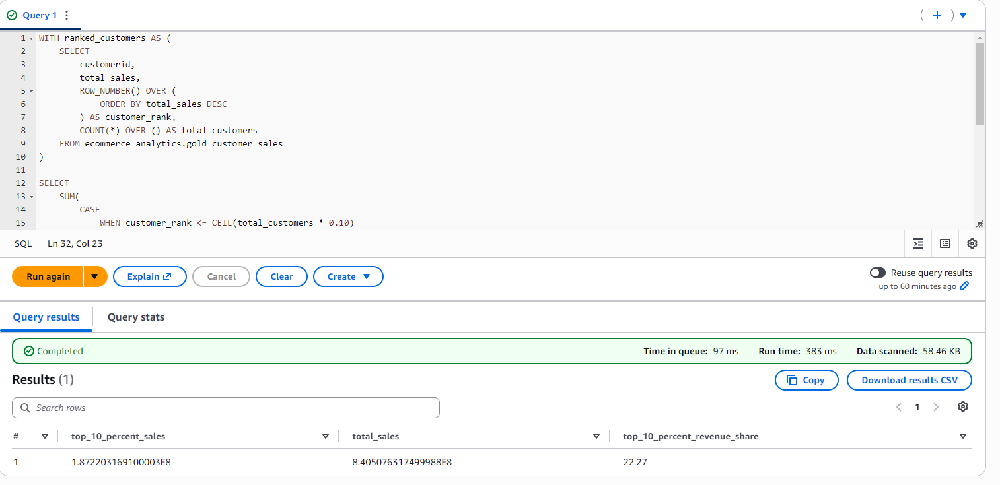 Query 1
( + )
1 WITH ranked_customers AS (
2 SELECT
3 customerid,
4 total_sales,
5 ROW_NUMBER() OVER (
6 ORDER BY total_sales DESC
7 ) AS customer_rank,
8 COUNT(*) OVER () AS total_customers
9 FROM ecommerce_analytics.gold_customer_sales
10 )
11
12 SELECT
13 SUM(
14 CASE
15 WHEN customer_rank <= CEIL(total_customers * 0.10)
SQL Ln 32, Col 23
Run again Explain Cancel Clear Create Reuse query results
up to 60 minutes ago
Query results Query stats
Completed Time in queue: 97 ms Run time: 383 ms Data scanned: 58.46 KB
Results (1) Copy Download results CSV
Search rows 1
# top_10_percent_sales total_sales top_10_percent_revenue_share
1 1.872203169100003E8 8.405076317499988E8 22.27